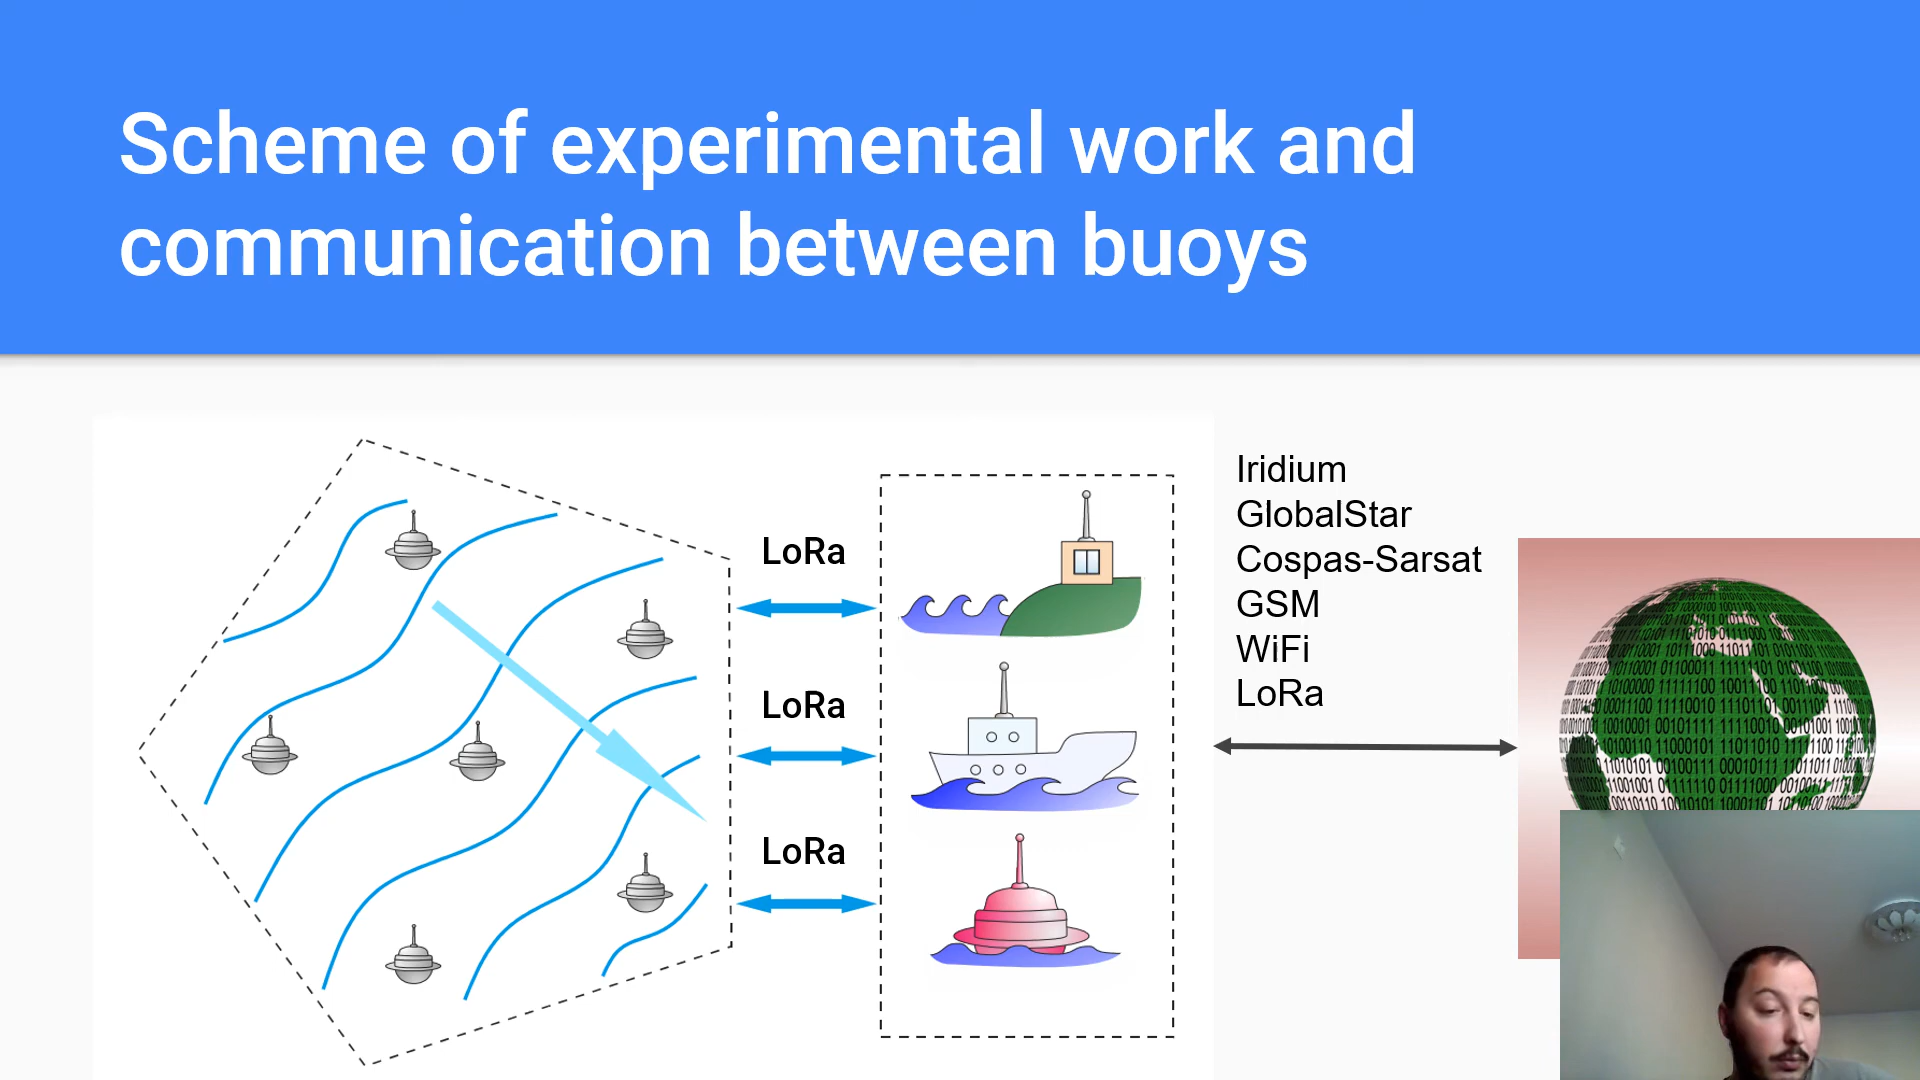 Scheme of experimental work and
communication between buoys
LoRa
LoRa
LoRa
Iridium
GlobalStar
Cospas-Sarsat
GSM
WiFi
LoRa